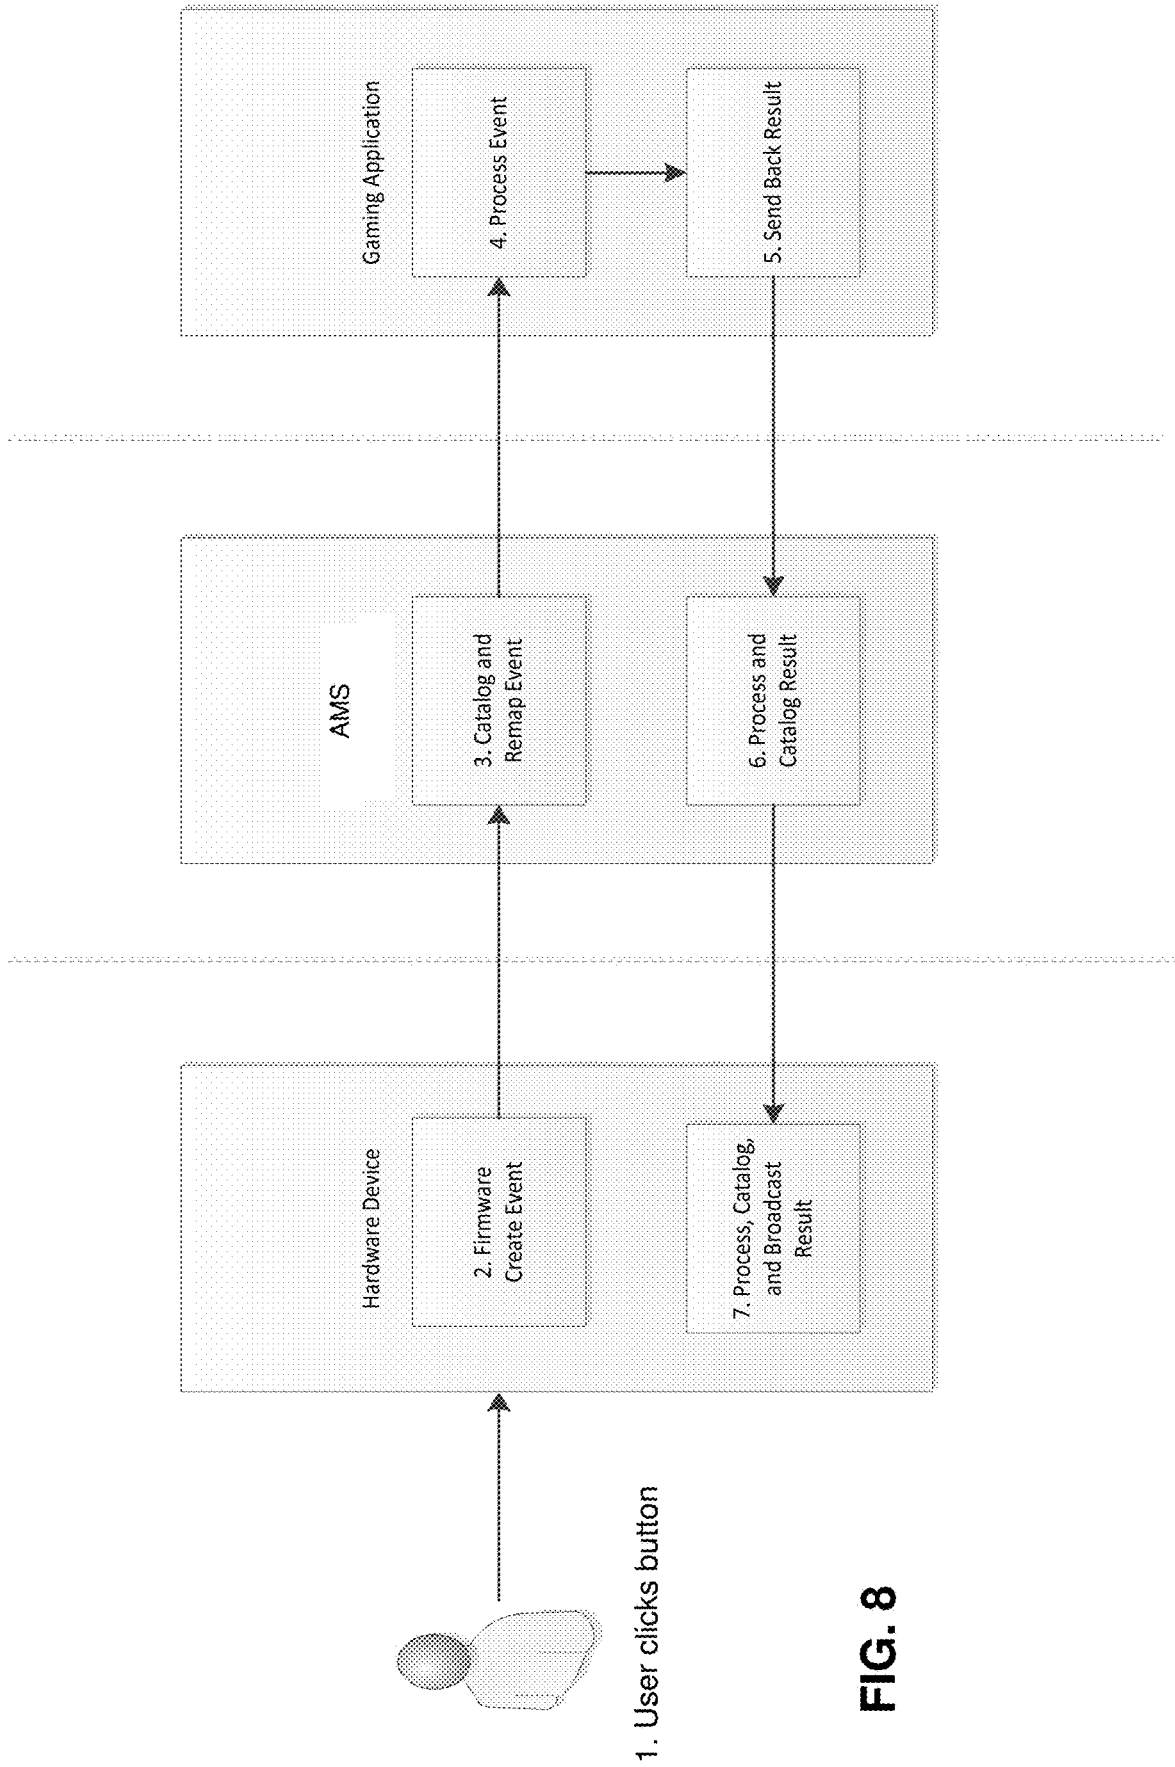 Hardware Device
AMS
Gaming Application
1. User clicks button
2. Firmware
Create Event
3. Catalog and
Remap Event
4. Process Event
5. Send Back Result
6. Process and
Catalog Result
7. Process, Catalog,
and Broadcast
Result
FIG. 8